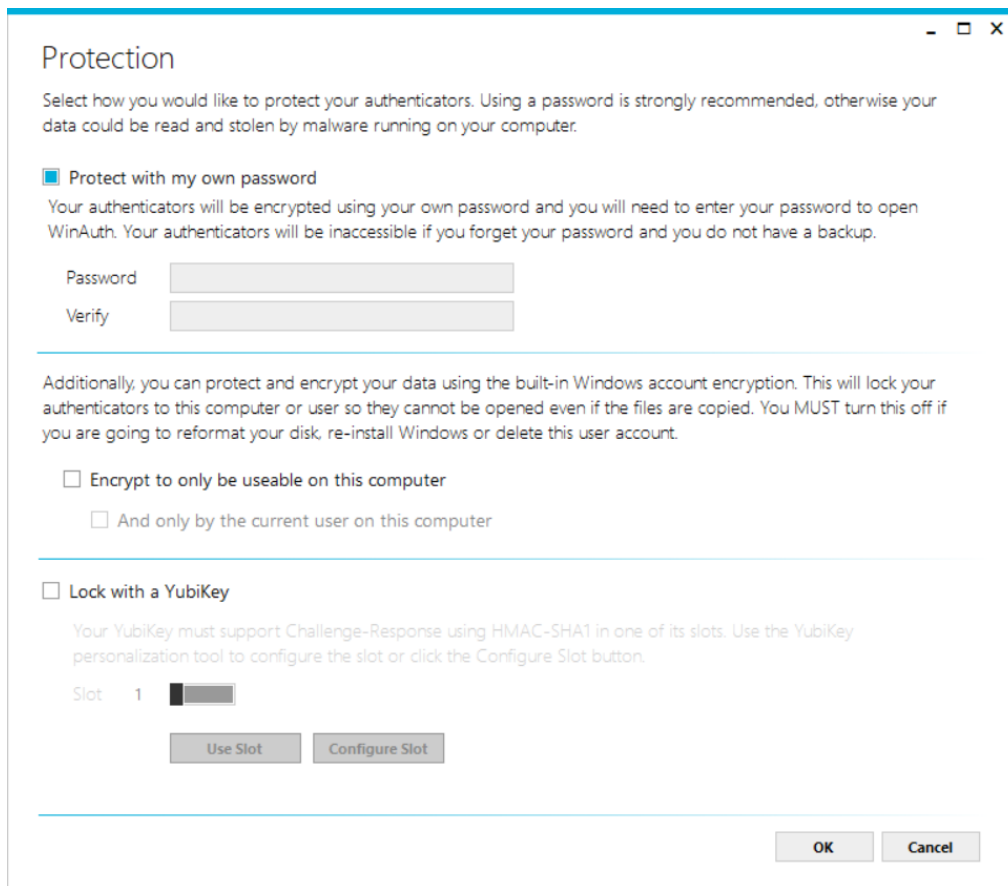 Protection
Select how you would like to protect your authenticators. Using a password is strongly recommended, otherwise your
data could be read and stolen by malware running on your computer.
Protect with my own password
Your authenticators will be encrypted using your own password and you will need to enter your password to open
WinAuth. Your authenticators will be inaccessible if you forget your password and you do not have a backup.
Password
Verify
Additionally, you can protect and encrypt your data using the built-in Windows account encryption. This will lock your
authenticators to this computer or user so they cannot be opened even if the files are copied. You MUST turn this off if
you are going to reformat your disk, re-install Windows or delete this user account.
Encrypt to only be useable on this computer
And only by the current user on this computer
Lock with a YubiKey
Your YubiKey must support Challenge-Response using HMAC-SHA1 in one of its slots. Use the YubiKey
personalization tool to configure the slot or click the Configure Slot button.
Slot 1
Use Slot Configure Slot
OK Cancel